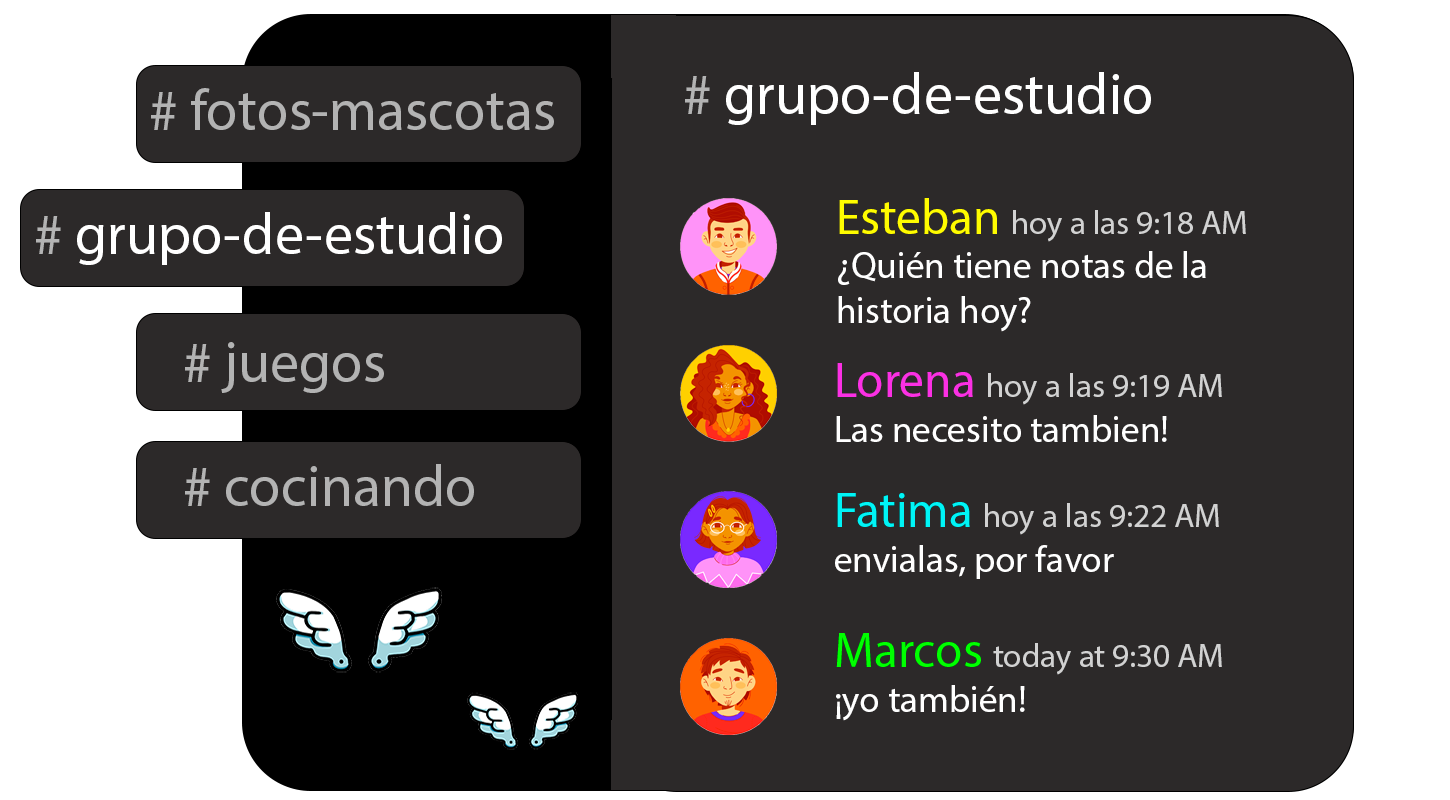 # fotos-mascotas
# grupo-de-estudio
# juegos
# cocinando
# grupo-de-estudio
Esteban hoy a las 9:18 AM
¿Quién tiene notas de la
historia hoy?
Lorena hoy a las 9:19 AM
Las necesito tambien!
Fatima hoy a las 9:22 AM
envialas, por favor
Marcos today at 9:30 AM
¡yo también!